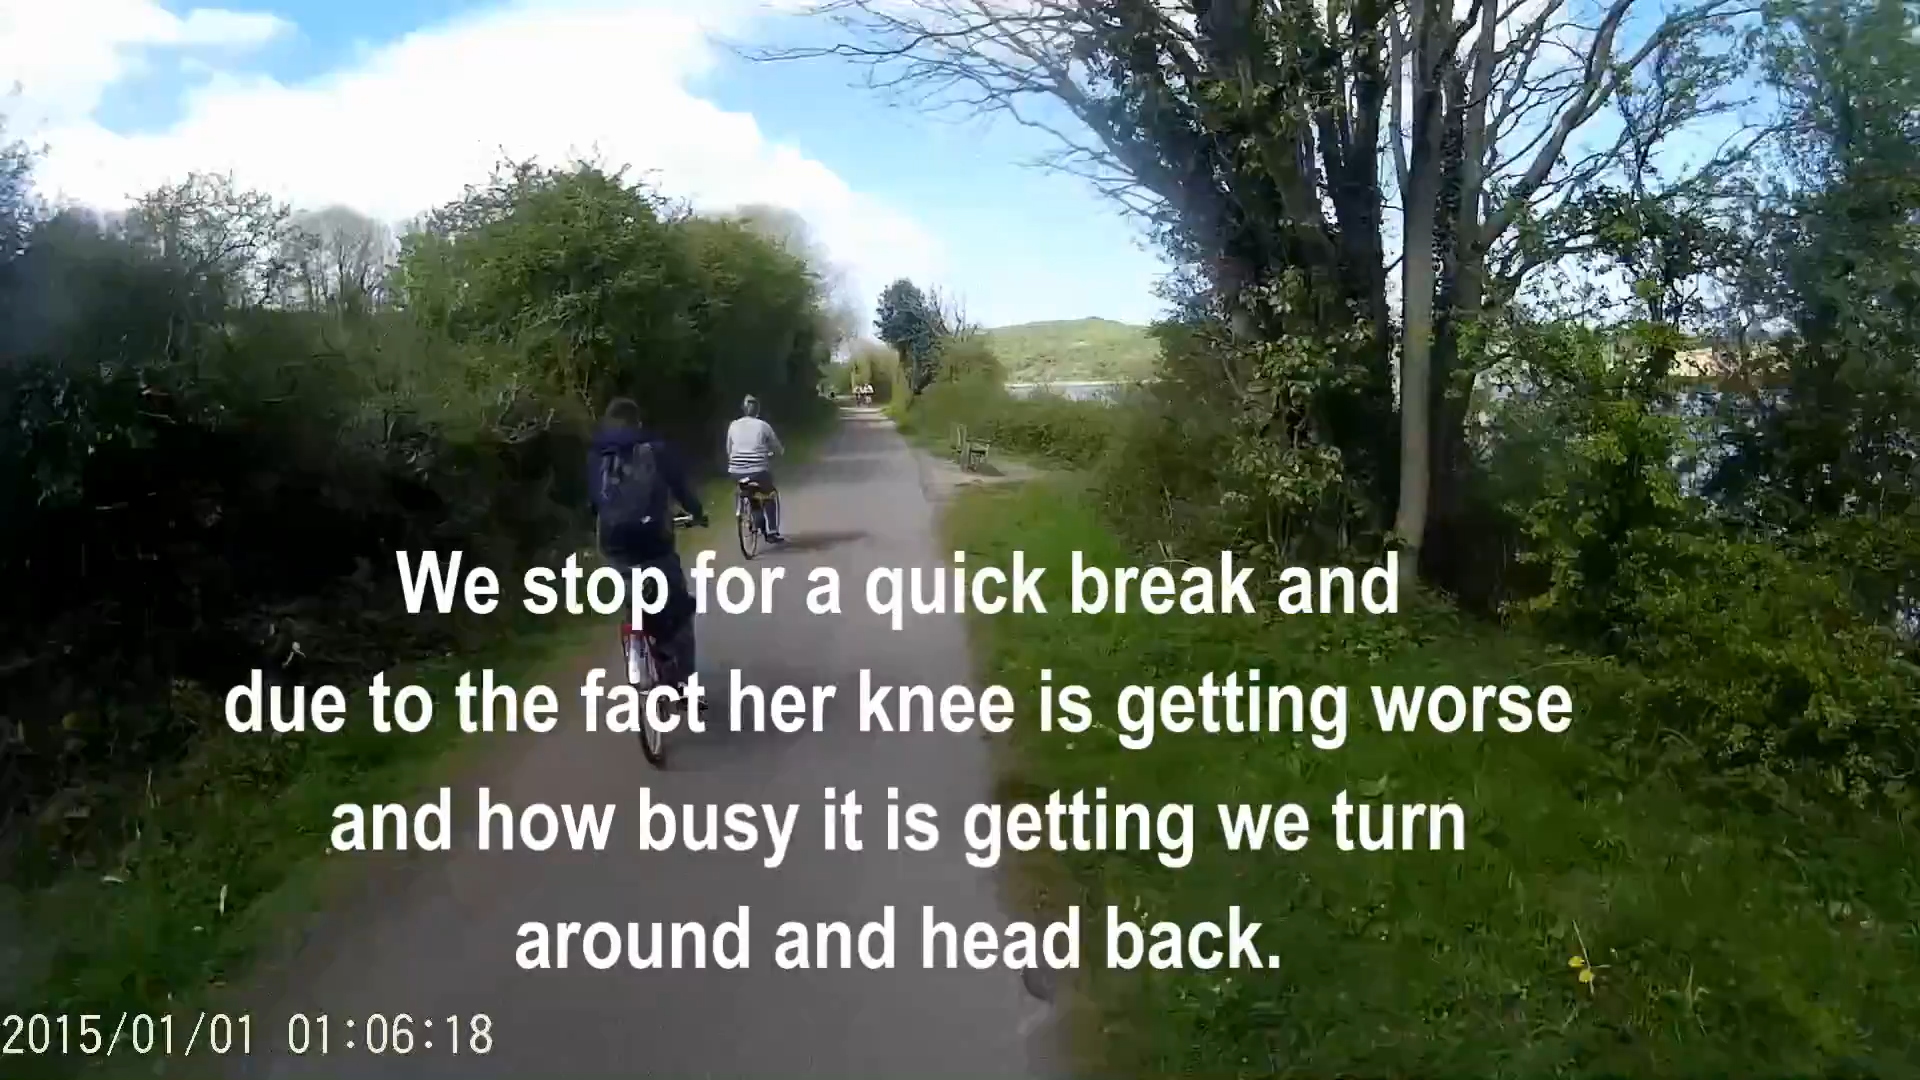 We stop for a quick break and
due to the fact her knee is getting worse
and how busy it is getting we turn
around and head back.
2015/01/01 01:06:18